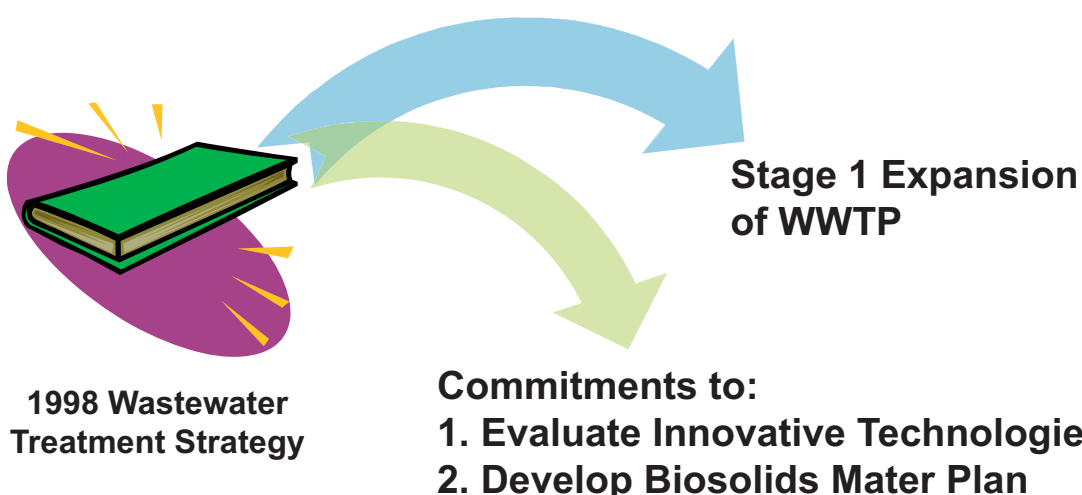 Stage 1 Expansion
of WWTP
1998 Wastewater
Treatment Strategy
Commitments to:
1. Evaluate Innovative Technologie
2. Develop Biosolids Mater Plan